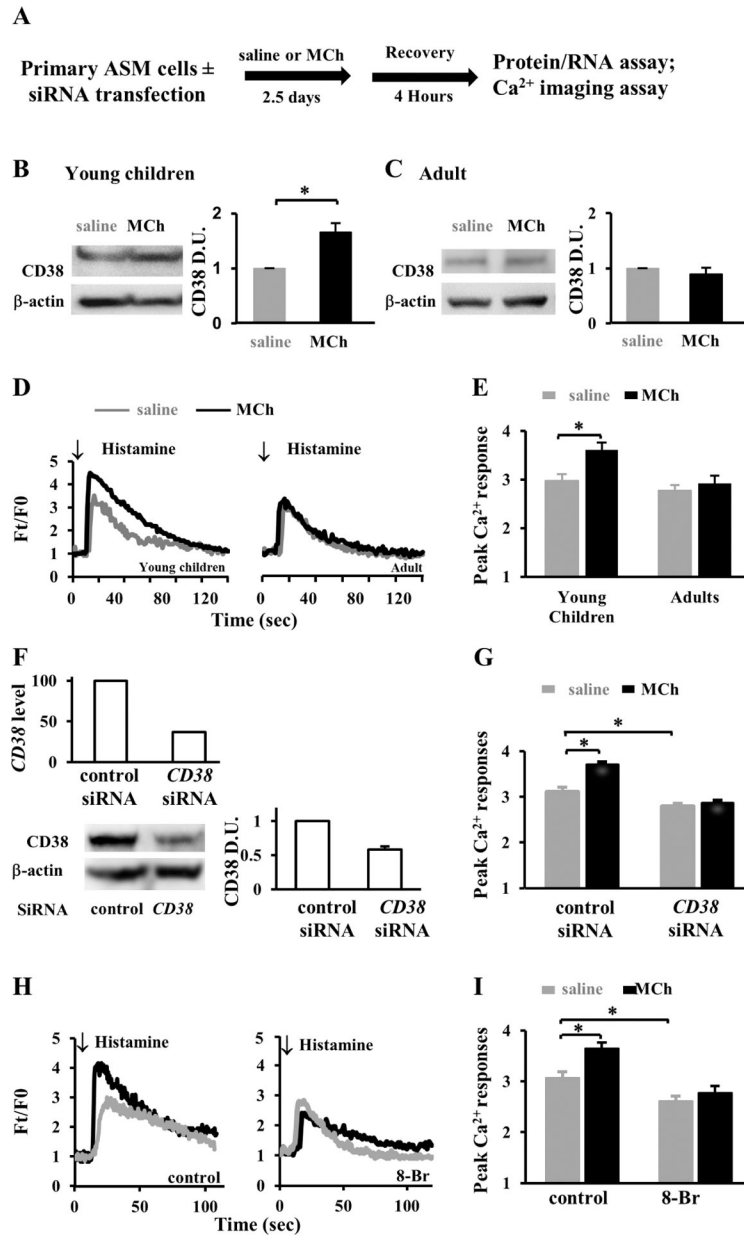 A
Primary ASM cells ±
siRNA transfection
saline or MCh
2.5 days
Recovery
4 Hours
Protein/RNA assay;
Ca²⁺ imaging assay
B Young children
saline MCh
CD38
β-actin
CD38 D.U.
2
1
0
*
saline MCh
C Adult
saline MCh
CD38
β-actin
CD38 D.U.
2
1
0
saline MCh
D
saline MCh
Histamine
Ft/F0
5
4
3
2
1
0
Young children
0 40 80 120
Histamine
Adult
0 40 80 120
Time (sec)
E
saline MCh
Peak Ca²⁺ response
4
3
2
1
*
Young
Children
Adults
F
CD38 level
100
50
0
control
siRNA
CD38
siRNA
CD38
β-actin
SiRNA control CD38
CD38 D.U.
1
0.5
0
control
siRNA
CD38
siRNA
G
saline MCh
Peak Ca²⁺ responses
4
3
2
1
*
*
control
siRNA
CD38
siRNA
H
Histamine
Ft/F0
5
4
3
2
1
0
control
0 50 100
Histamine
5
4
3
2
1
0
8-Br
0 50 100
Time (sec)
I
saline MCh
Peak Ca²⁺ responses
4
3
2
1
*
*
control 8-Br